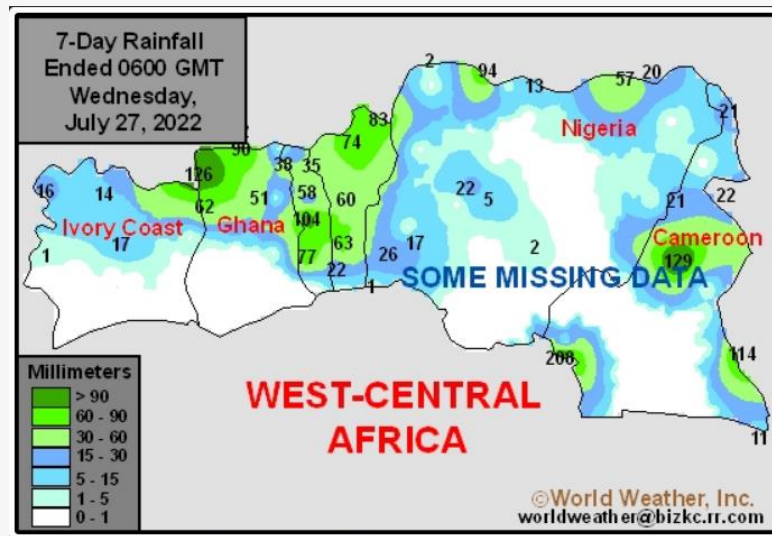 7-Day Rainfall
Ended 0600 GMT
Wednesday,
July 27, 2022
2
94
13
57
20
21
83
74
90
126
38
35
Nigeria
16
14
62
51
58
60
22
5
21
22
Ivory Coast
Ghana
104
1
17
77
63
22
26
17
2
Cameroon
129
SOME MISSING DATA
1
208
114
11
Millimeters
> 90
60 - 90
30 - 60
15 - 30
5 - 15
1 - 5
0 - 1
WEST-CENTRAL
AFRICA
©World Weather, Inc.
worldweather@bizkc.rr.com